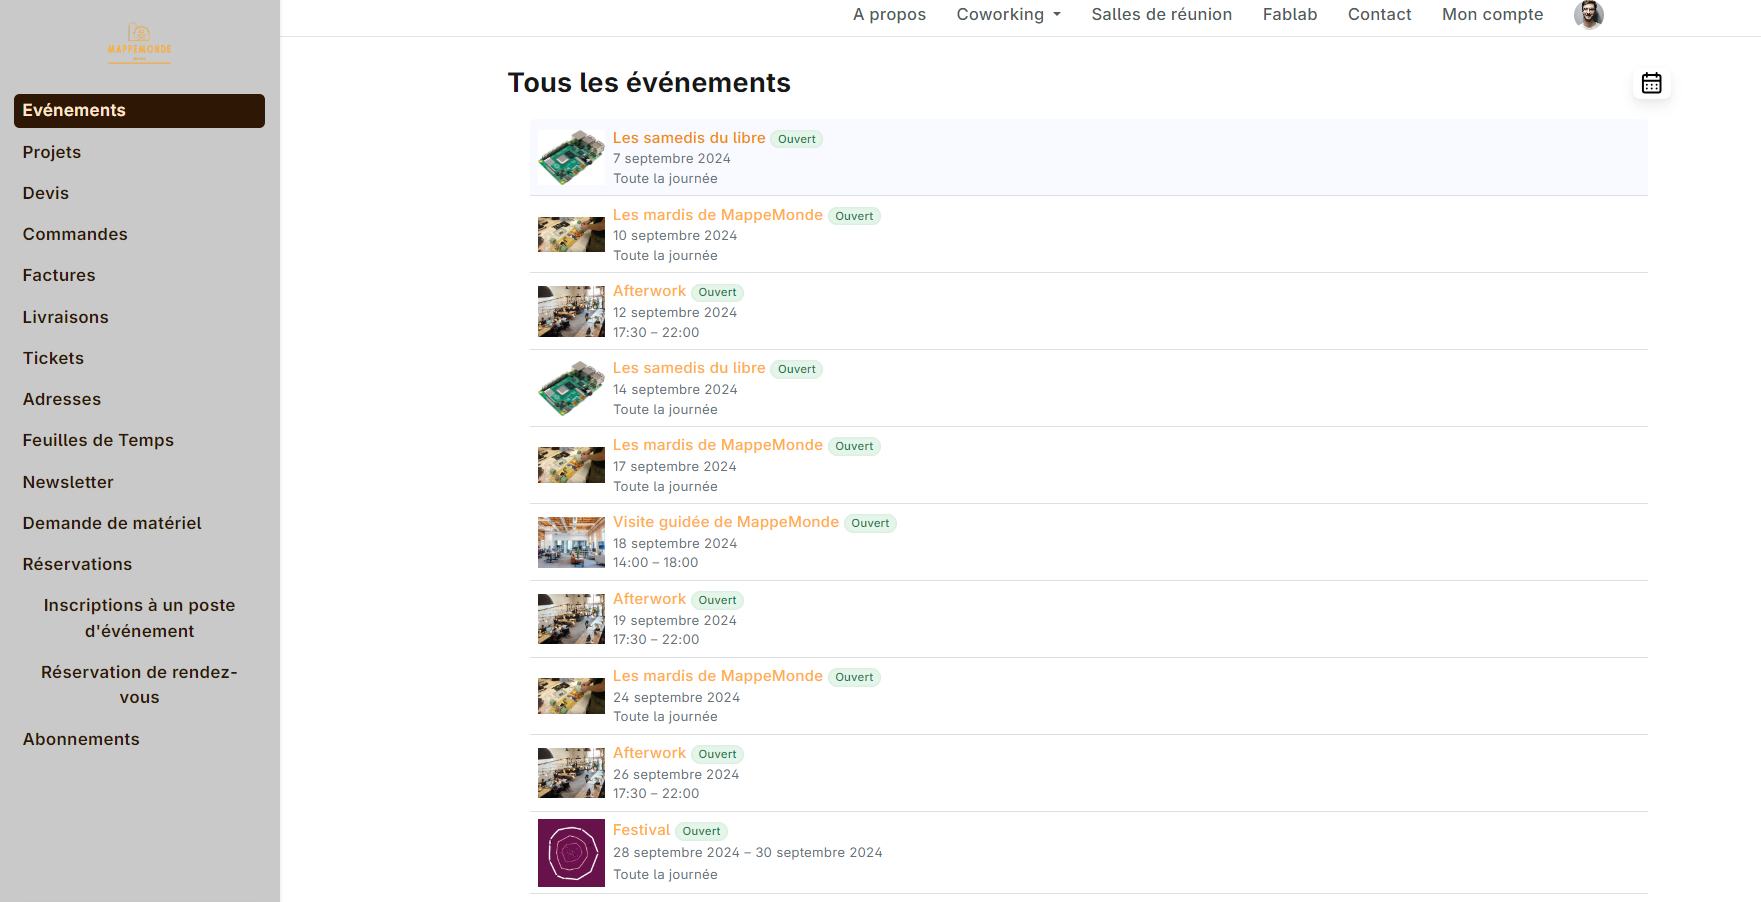 MAPPEMONDE
Evénements
Projets
Devis
Commandes
Factures
Livraisons
Tickets
Adresses
Feuilles de Temps
Newsletter
Demande de matériel
Réservations
Inscriptions à un poste
d'événement
Réservation de rendez-
vous
Abonnements
A propos
Coworking
Salles de réunion
Fablab
Contact
Mon compte
Tous les événements
Les samedis du libre Ouvert
7 septembre 2024
Toute la journée
Les mardis de MappeMonde Ouvert
10 septembre 2024
Toute la journée
Afterwork Ouvert
12 septembre 2024
17:30 – 22:00
Les samedis du libre Ouvert
14 septembre 2024
Toute la journée
Les mardis de MappeMonde Ouvert
17 septembre 2024
Toute la journée
Visite guidée de MappeMonde Ouvert
18 septembre 2024
14:00 – 18:00
Afterwork Ouvert
19 septembre 2024
17:30 – 22:00
Les mardis de MappeMonde Ouvert
24 septembre 2024
Toute la journée
Afterwork Ouvert
26 septembre 2024
17:30 – 22:00
Festival Ouvert
28 septembre 2024 – 30 septembre 2024
Toute la journée